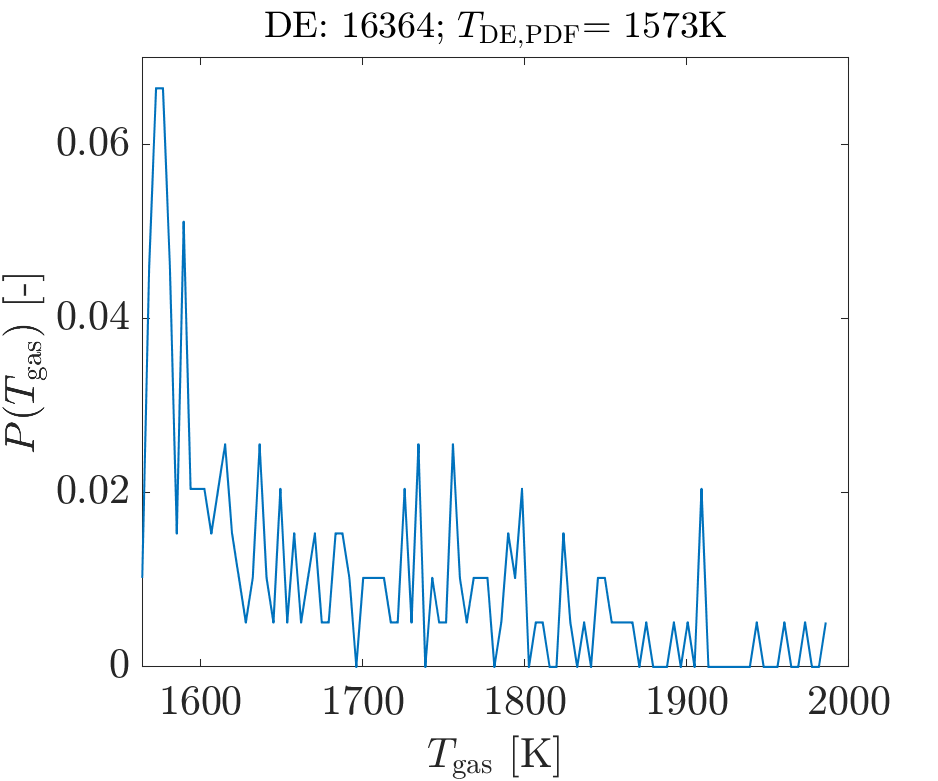 DE: 16364; T_DE,PDF= 1573K
P(T_gas) [-]
0.06
0.04
0.02
0
1600 1700 1800 1900 2000
T_gas [K]